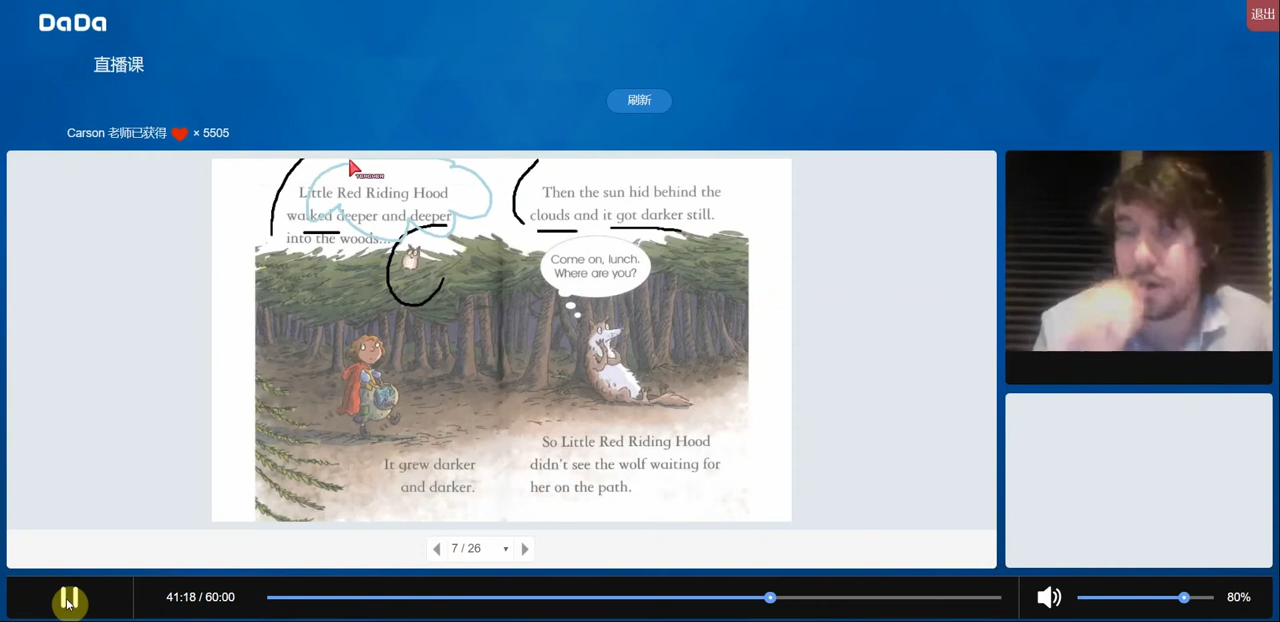 DaDa
退出
直播课
刷新
Carson 老师已获得 × 5505
TEACHER
Little Red Riding Hood
walked deeper and deeper
into the woods...
Then the sun hid behind the
clouds and it got darker still.
Come on, lunch.
Where are you?
It grew darker
and darker.
So Little Red Riding Hood
didn't see the wolf waiting for
her on the path.
7 / 26
41:18 / 60:00
80%